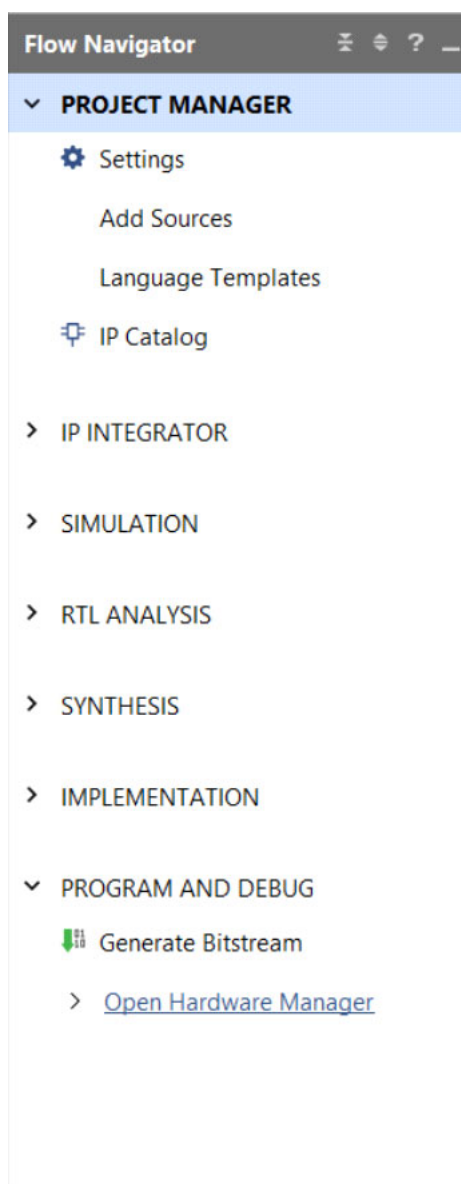 Flow Navigator ?
PROJECT MANAGER
Settings
Add Sources
Language Templates
IP Catalog
IP INTEGRATOR
SIMULATION
RTL ANALYSIS
SYNTHESIS
IMPLEMENTATION
PROGRAM AND DEBUG
Generate Bitstream
Open Hardware Manager